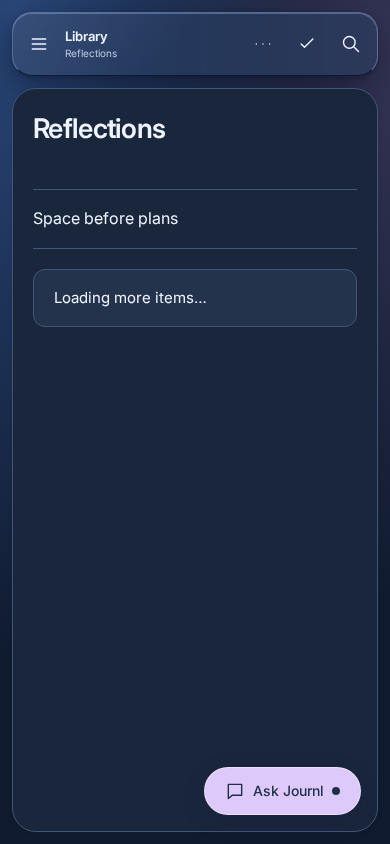 Library
Reflections
Reflections
Space before plans
Loading more items...
Ask Journl